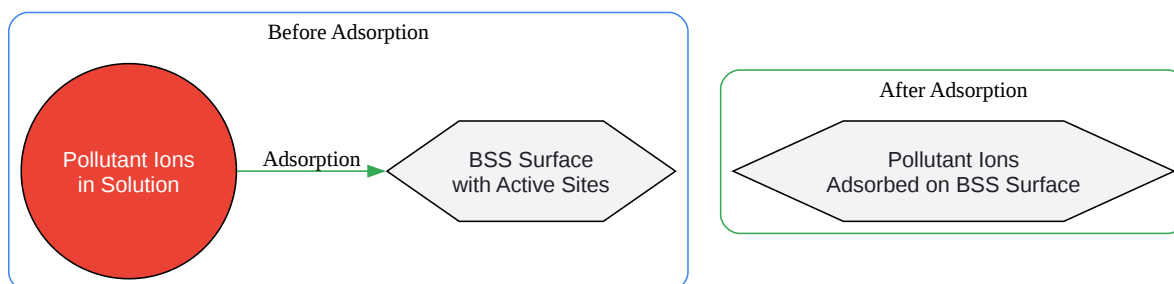 Before Adsorption
Pollutant Ions
in Solution
Adsorption
BSS Surface
with Active Sites
After Adsorption
Pollutant Ions
Adsorbed on BSS Surface